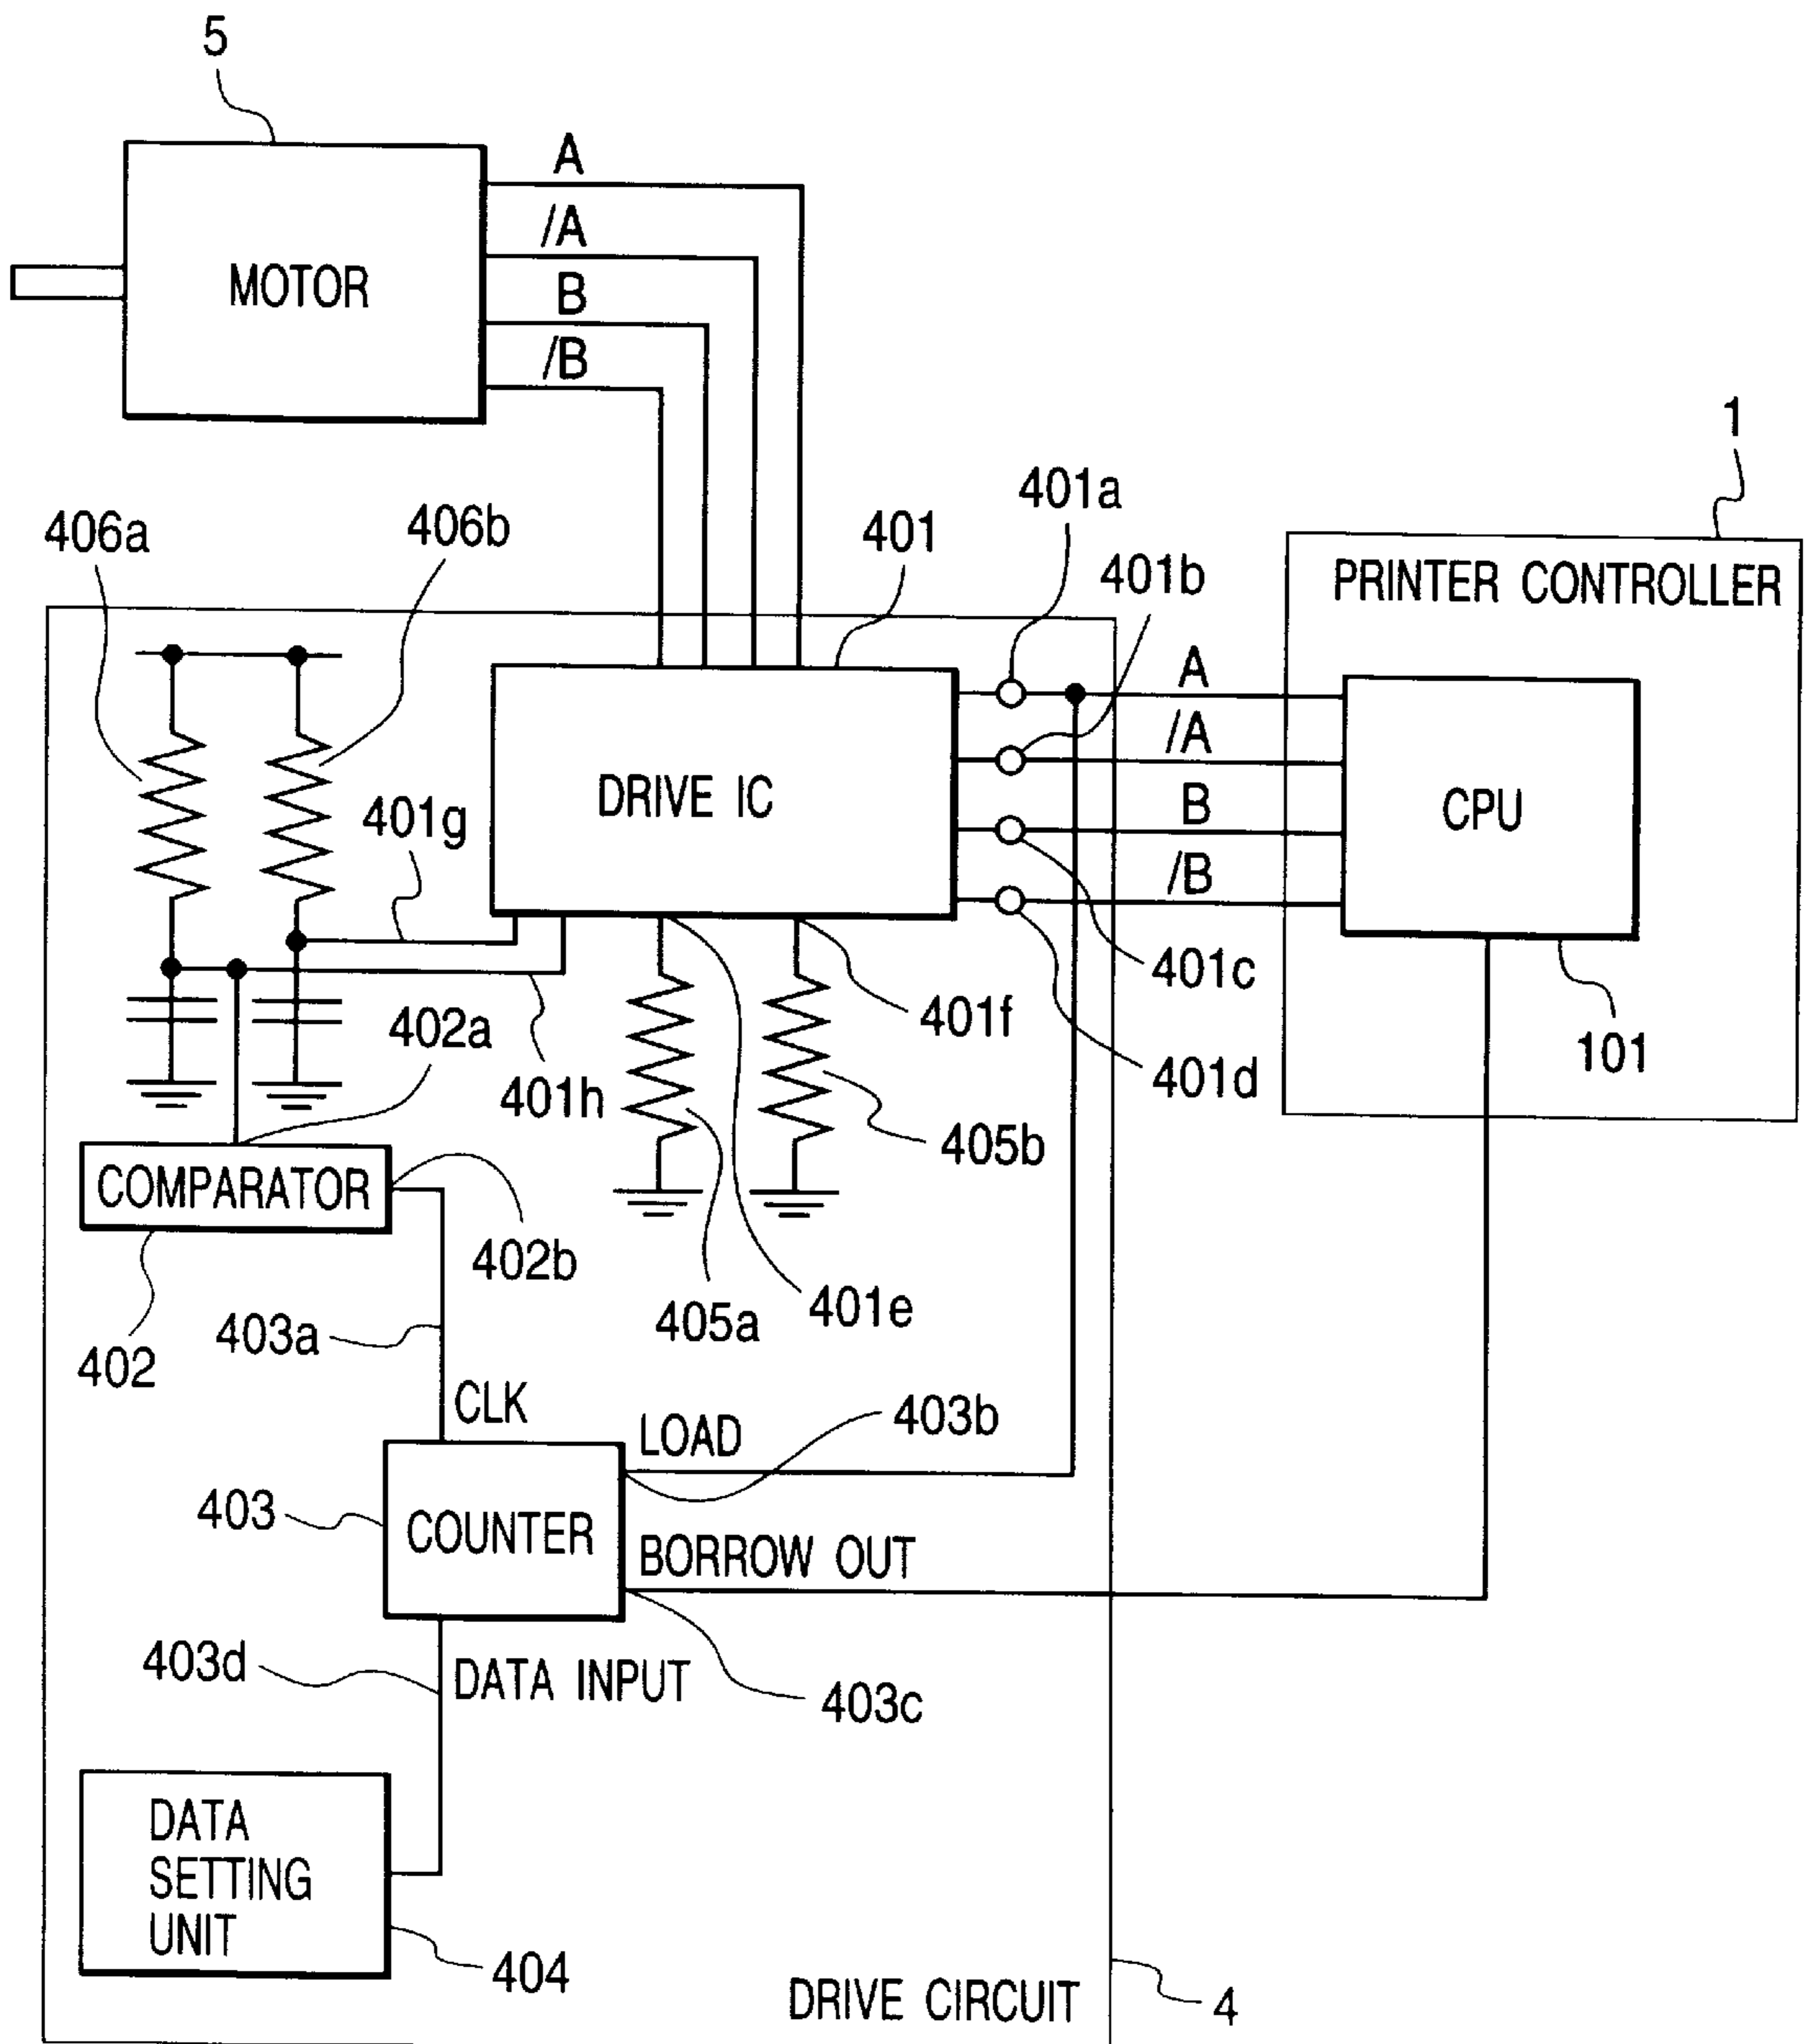 5
A
/A
B
/B
MOTOR
1
401a
406a
406b
401
401b
PRINTER CONTROLLER
A
/A
B
/B
DRIVE IC
CPU
401g
401c
402a
401f
101
401h
401d
405b
COMPARATOR
402b
405a
401e
403a
402
CLK
403b
LOAD
403
COUNTER
BORROW OUT
403d
DATA INPUT
403c
DATA
SETTING
UNIT
404
DRIVE CIRCUIT
4